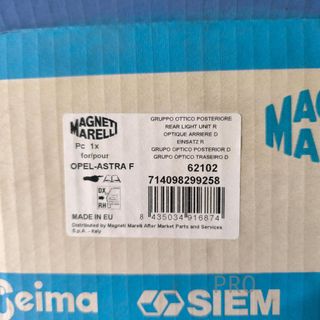 MAGNETI
MARELLI
Pc 1x
for/pour
OPEL-ASTRA F
GRUPPO OTTICO POSTERIORE
REAR LIGHT UNIT R
OPTIQUE ARRIERE D
EINSATZ R
GRUPO OPTICO POSTERIOR D
GRUPO ÓPTICO TRASEIRO D
62102
714098299258
DX
RH
MADE IN EU
8 435034 916874
Distributed by Magneti Marelli After Market Parts and Services
S.p.A. - Italy
MAGN
MARE
Seima
SIEM
PRO